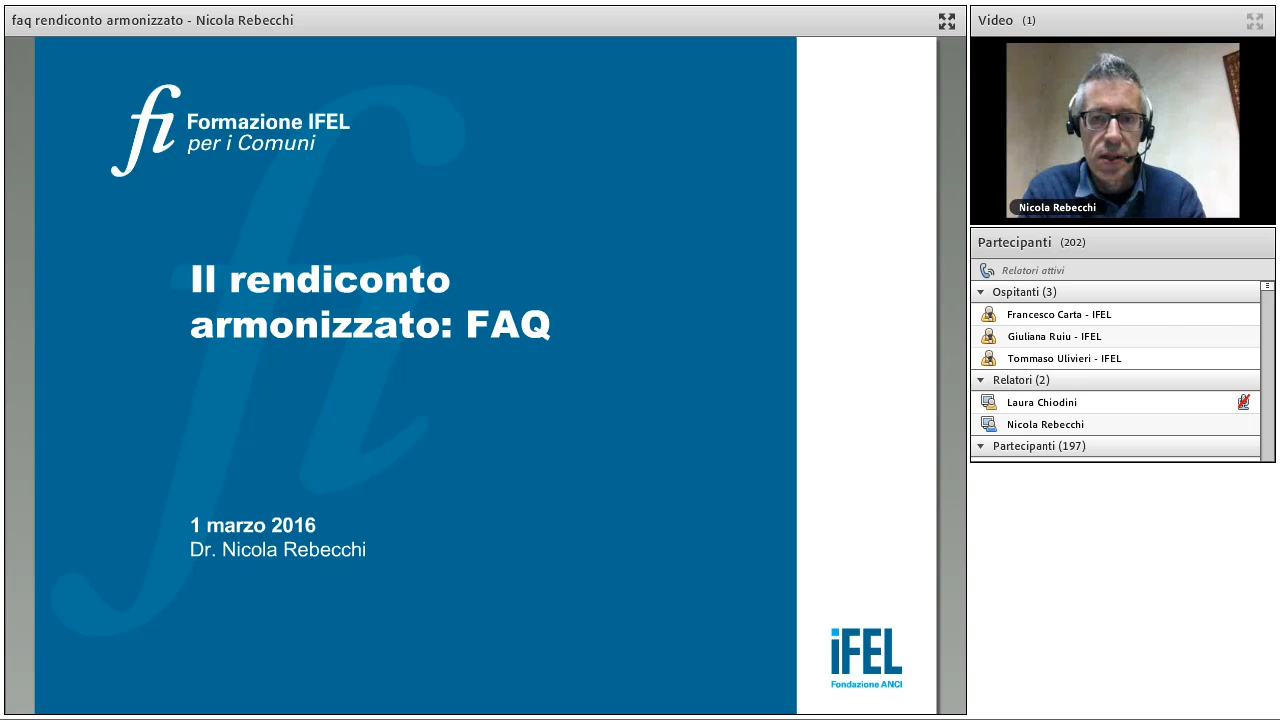 faq rendiconto armonizzato - Nicola Rebecchi
fi
Formazione IFEL
per i Comuni
Il rendiconto
armonizzato: FAQ
1 marzo 2016
Dr. Nicola Rebecchi
iFEL
Fondazione ANCI
Video (1)
Nicola Rebecchi
Partecipanti (202)
Relatori attivi
Ospitanti (3)
Francesco Carta - IFEL
Giuliana Ruiu - IFEL
Tommaso Ulivieri - IFEL
Relatori (2)
Laura Chiodini
Nicola Rebecchi
Partecipanti (197)